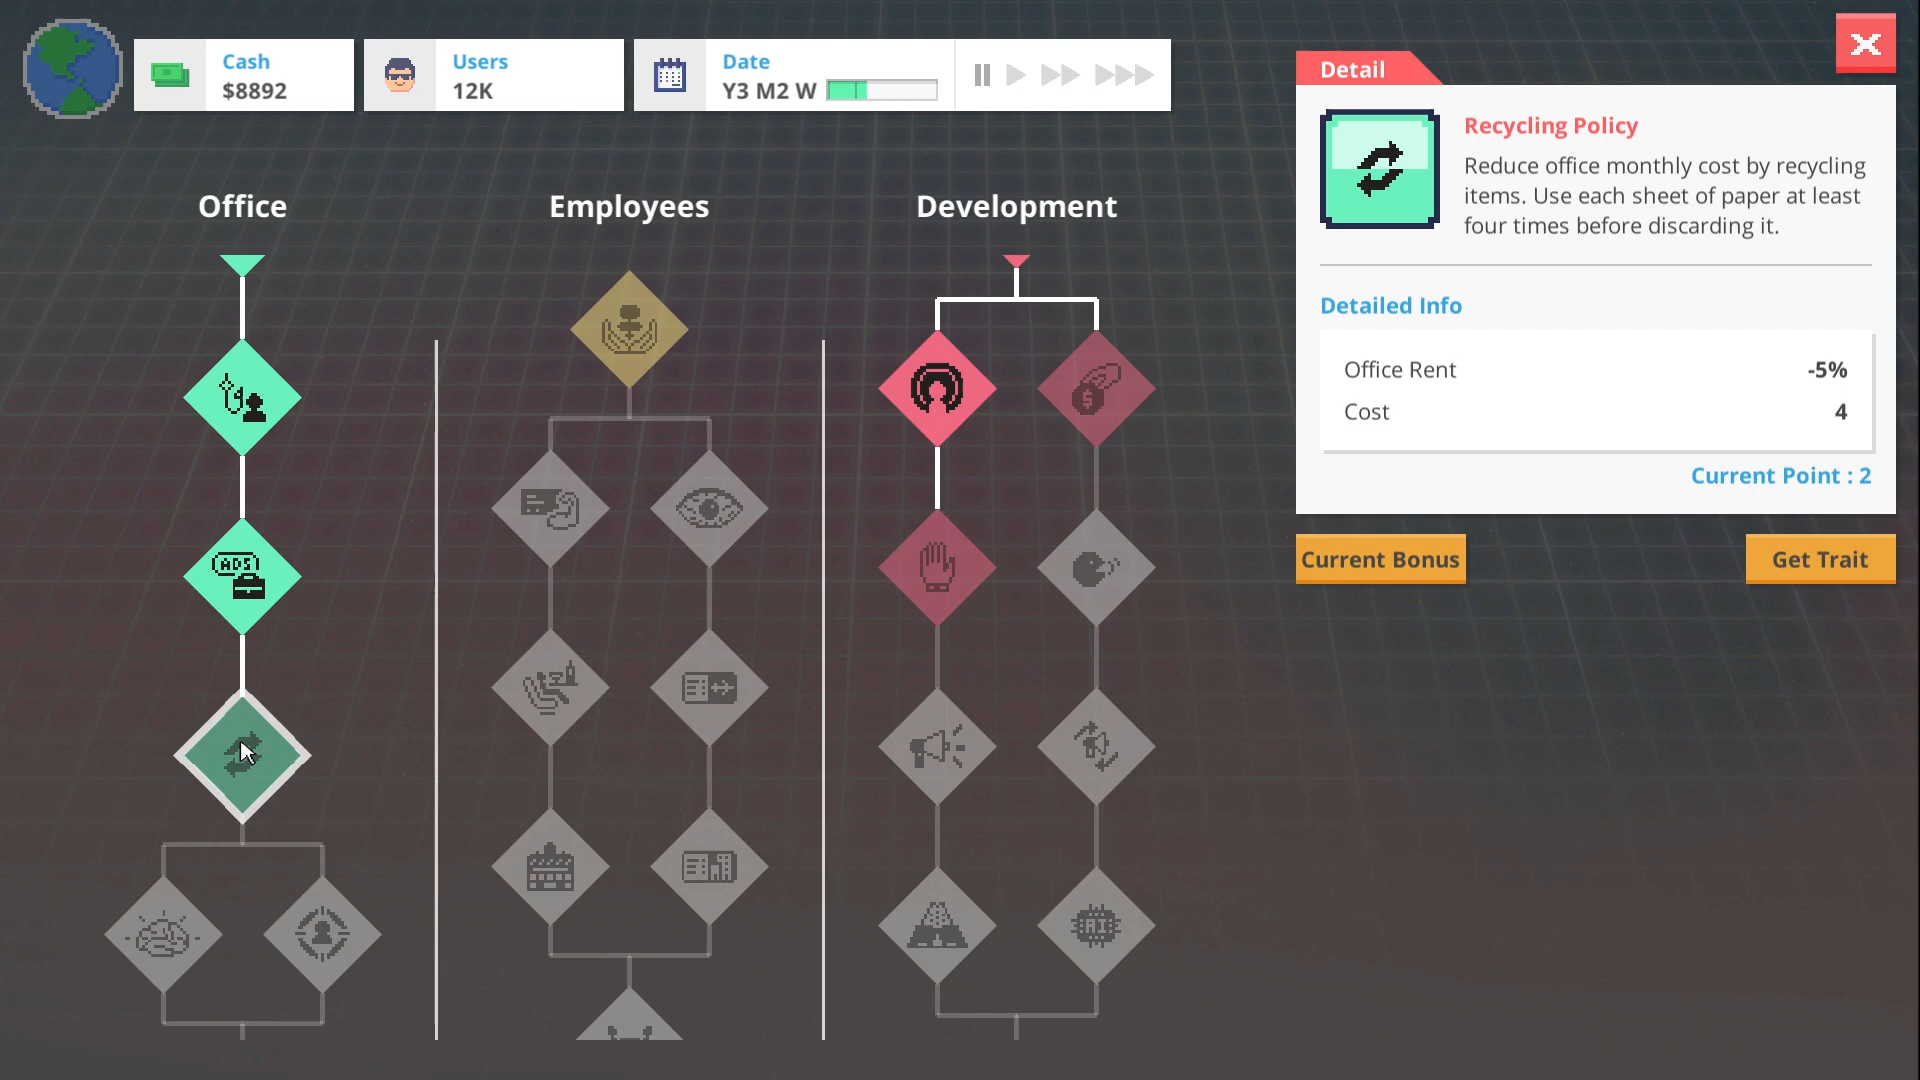 Cash
$8892
Users
12K
Date
Y3 M2 W
Detail
Recycling Policy
Reduce office monthly cost by recycling
items. Use each sheet of paper at least
four times before discarding it.
Detailed Info
Office Rent -5%
Cost 4
Current Point : 2
Current Bonus
Get Trait
Office
Employees
Development
ADS
$
AI